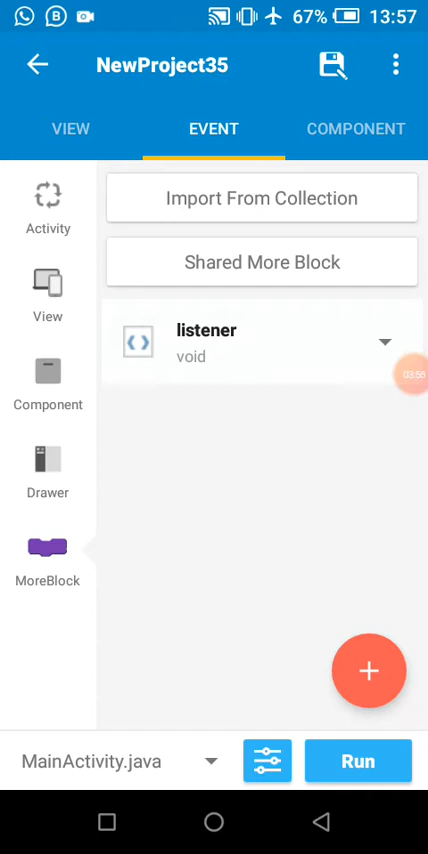 67% 13:57
NewProject35
VIEW EVENT COMPONENT
Activity
View
Component
Drawer
MoreBlock
Import From Collection
Shared More Block
listener
void
MainActivity.java
Run